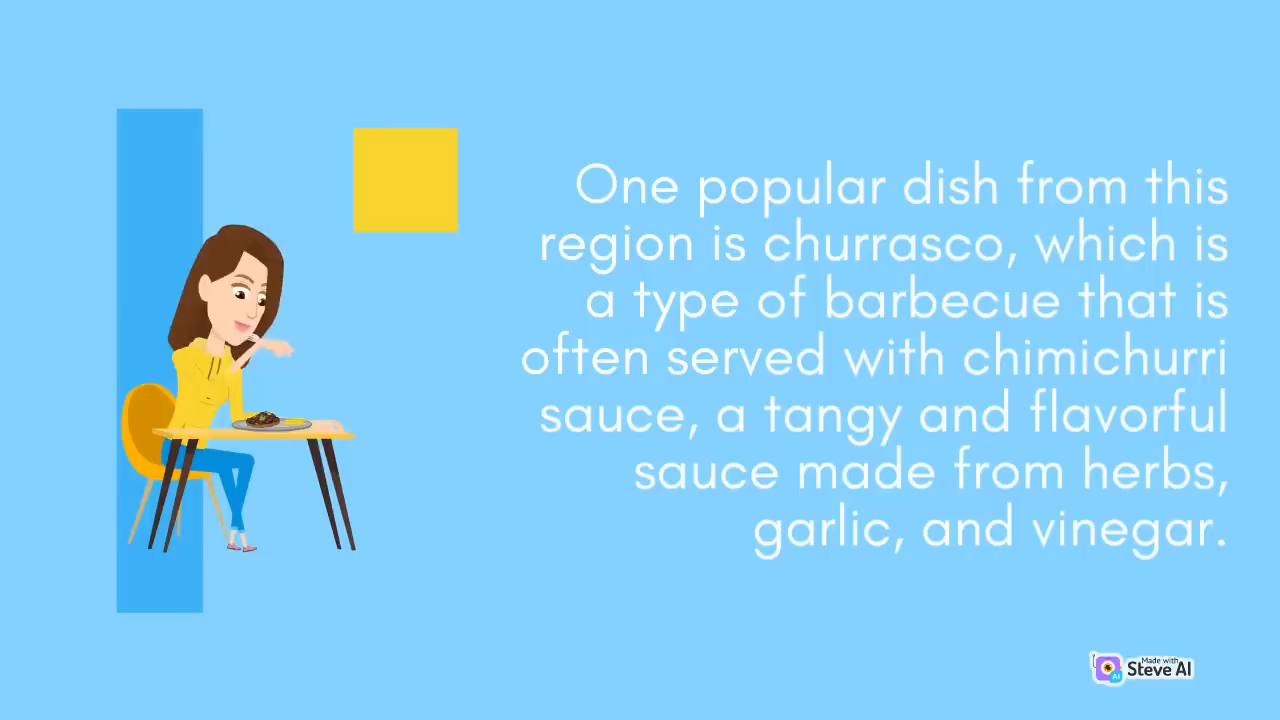 One popular dish from this
region is churrasco, which is
a type of barbecue that is
often served with chimichurri
sauce, a tangy and flavorful
sauce made from herbs,
garlic, and vinegar.
Made with
Steve AI
AI